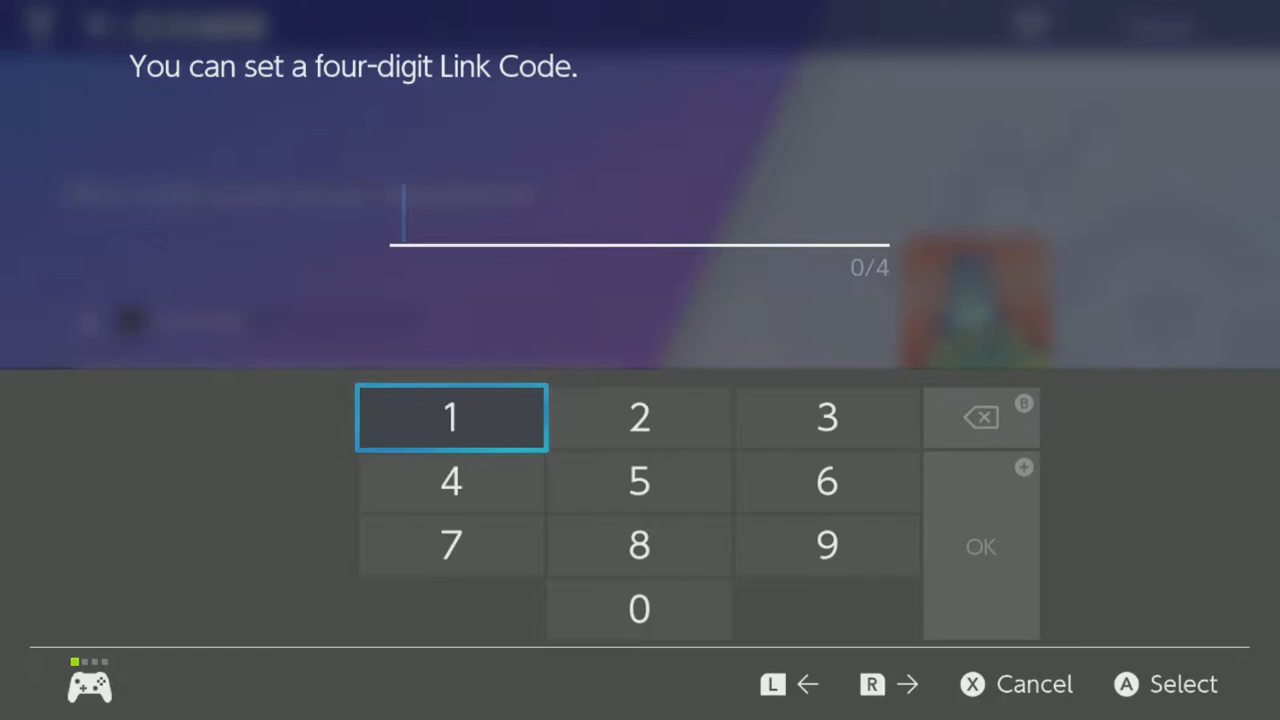 You can set a four-digit Link Code.
0/4
1 2 3 B
4 5 6 +
7 8 9 OK
0
L ← R → X Cancel A Select